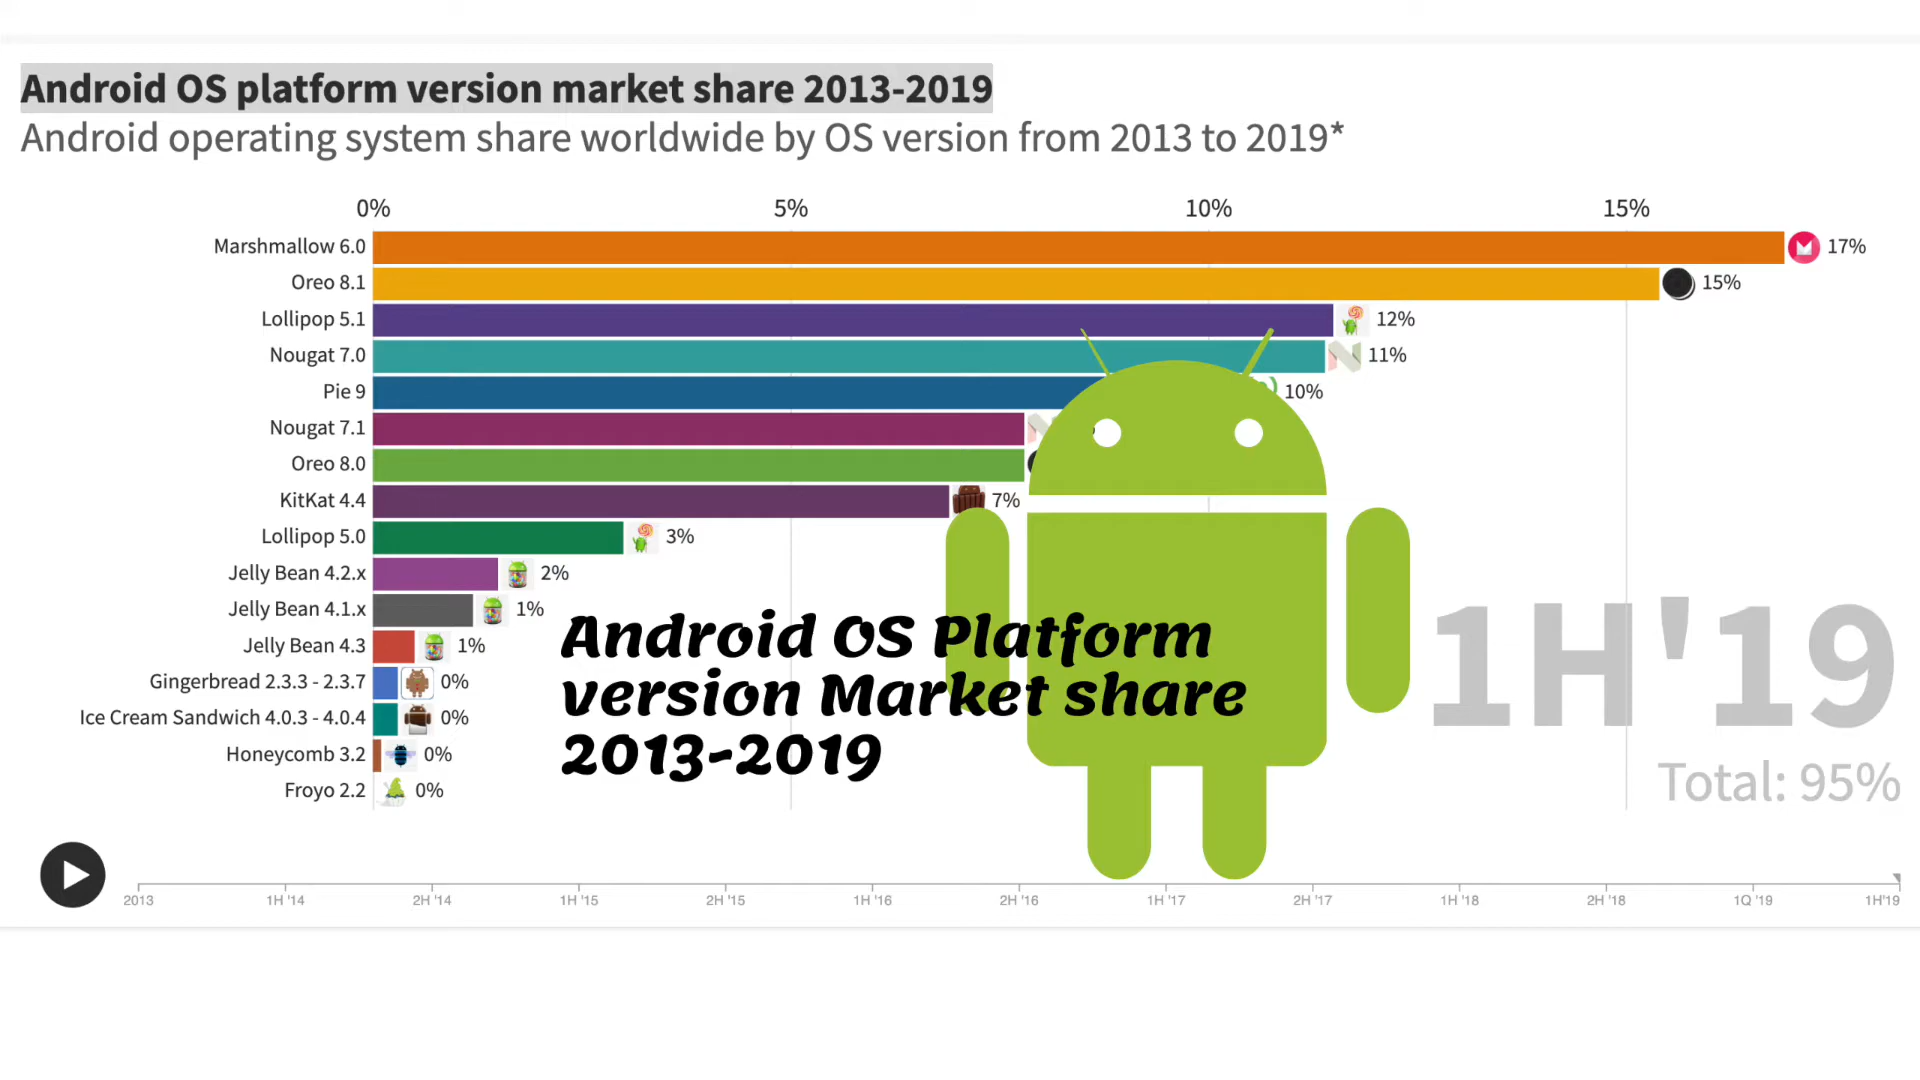 Android OS platform version market share 2013-2019
Android operating system share worldwide by OS version from 2013 to 2019*
0% 5% 10% 15%
Marshmallow 6.0 17%
Oreo 8.1 15%
Lollipop 5.1 12%
Nougat 7.0 11%
Pie 9 10%
Nougat 7.1
Oreo 8.0
KitKat 4.4 7%
Lollipop 5.0 3%
Jelly Bean 4.2.x 2%
Jelly Bean 4.1.x 1%
Jelly Bean 4.3 1%
Gingerbread 2.3.3 - 2.3.7 0%
Ice Cream Sandwich 4.0.3 - 4.0.4 0%
Honeycomb 3.2 0%
Froyo 2.2 0%
Android OS Platform
version Market share
2013-2019
1H'19
Total: 95%
2013 1H '14 2H '14 1H '15 2H '15 1H '16 2H '16 1H '17 2H '17 1H '18 2H '18 1Q '19 1H'19